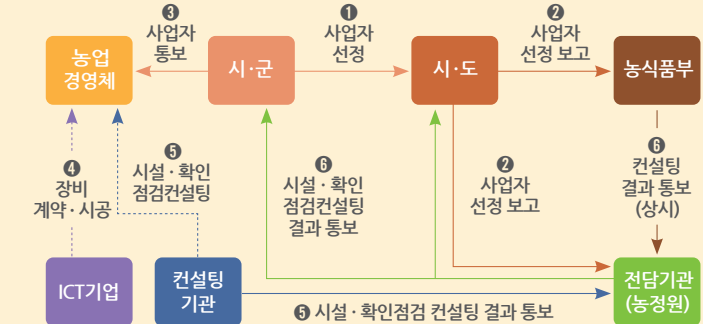 ❸
사업자
통보
❶
사업자
선정
❷
사업자
선정 보고
농업
경영체
시·군
시·도
농식품부
❹
장비
계약·시공
❺
시설·확인
점검컨설팅
❻
시설·확인
점검컨설팅
결과 통보
❷
사업자
선정 보고
❻
컨설팅
결과 통보
(상시)
ICT기업
컨설팅
기관
전담기관
(농정원)
❺ 시설·확인점검 컨설팅 결과 통보